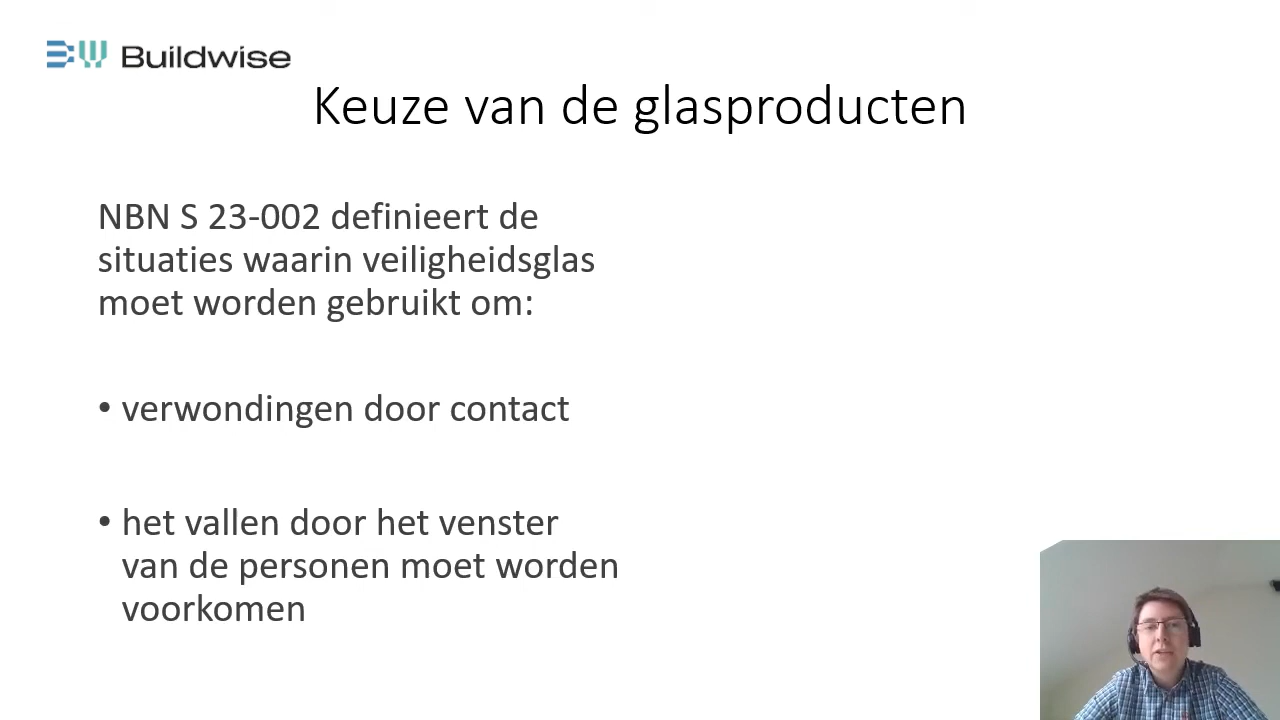 Buildwise
Keuze van de glasproducten
NBN S 23-002 definieert de
situaties waarin veiligheidsglas
moet worden gebruikt om:
• verwondingen door contact
• het vallen door het venster
van de personen moet worden
voorkomen